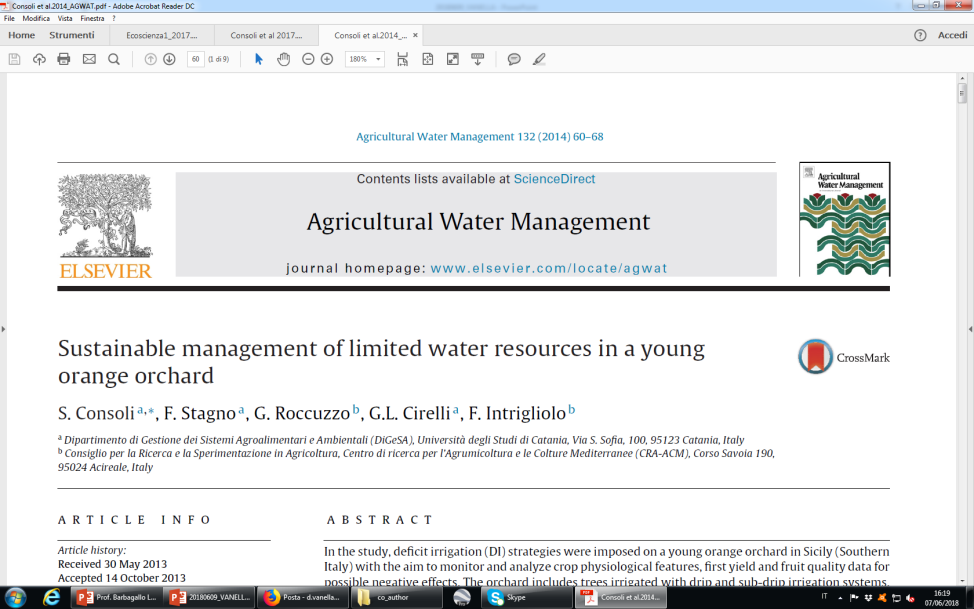 Consoli et al.2014_AGWAT.pdf - Adobe Acrobat Reader DC
File Modifica Vista Finestra ?
Home Strumenti Ecoscienza1_2017.... Consoli et al 2017.... Consoli et al.2014_... × Accedi
60 (1 di 9) 180%
Agricultural Water Management 132 (2014) 60–68
Contents lists available at ScienceDirect
Agricultural Water Management
journal homepage: www.elsevier.com/locate/agwat
ELSEVIER
Agricultural
Water Management
Sustainable management of limited water resources in a young
orange orchard
CrossMark
S. Consoli a,*, F. Stagno a, G. Roccuzzo b, G.L. Cirelli a, F. Intrigliolo b
a Dipartimento di Gestione dei Sistemi Agroalimentari e Ambientali (DiGeSA), Università degli Studi di Catania, Via S. Sofia, 100, 95123 Catania, Italy
b Consiglio per la Ricerca e la Sperimentazione in Agricoltura, Centro di ricerca per l'Agrumicoltura e le Colture Mediterranee (CRA-ACM), Corso Savoia 190,
95024 Acireale, Italy
ARTICLE INFO
ABSTRACT
Article history:
Received 30 May 2013
Accepted 14 October 2013
In the study, deficit irrigation (DI) strategies were imposed on a young orange orchard in Sicily (Southern
Italy) with the aim to monitor and analyze crop physiological features, first yield and fruit quality data for
possible negative effects. The orchard includes trees irrigated with drip and sub-drip irrigation systems,
Prof. Barbagallo L... 20180609_VANELL... Posta - d.vanella... co_author Skype Consoli et al.2014... IT 16:19
07/06/2018